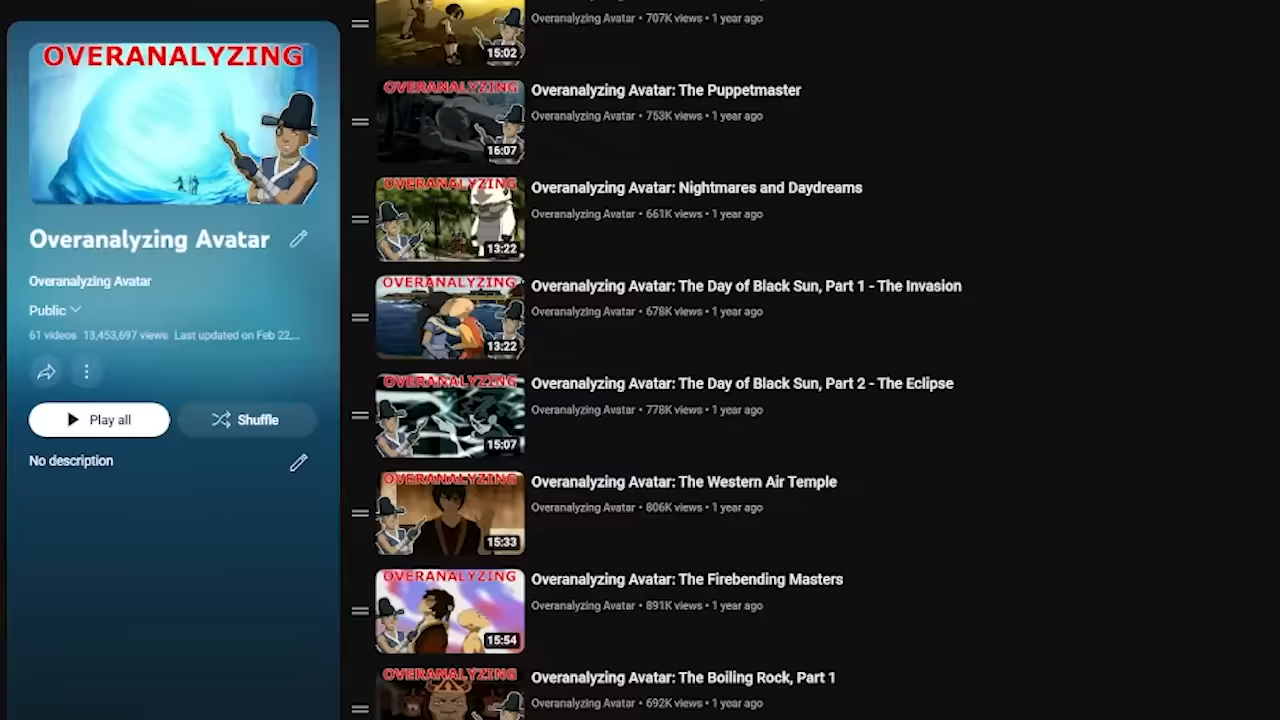 OVERANALYZING
Overanalyzing Avatar
Overanalyzing Avatar
Public
61 videos 13,453,697 views Last updated on Feb 22,...
Play all
Shuffle
No description
Overanalyzing Avatar • 707K views • 1 year ago
15:02
OVERANALYZING
16:07
Overanalyzing Avatar: The Puppetmaster
Overanalyzing Avatar • 753K views • 1 year ago
OVERANALYZING
13:22
Overanalyzing Avatar: Nightmares and Daydreams
Overanalyzing Avatar • 661K views • 1 year ago
OVERANALYZING
13:22
Overanalyzing Avatar: The Day of Black Sun, Part 1 - The Invasion
Overanalyzing Avatar • 678K views • 1 year ago
OVERANALYZING
15:07
Overanalyzing Avatar: The Day of Black Sun, Part 2 - The Eclipse
Overanalyzing Avatar • 778K views • 1 year ago
OVERANALYZING
15:33
Overanalyzing Avatar: The Western Air Temple
Overanalyzing Avatar • 806K views • 1 year ago
OVERANALYZING
15:54
Overanalyzing Avatar: The Firebending Masters
Overanalyzing Avatar • 891K views • 1 year ago
OVERANALYZING
Overanalyzing Avatar: The Boiling Rock, Part 1
Overanalyzing Avatar • 692K views • 1 year ago